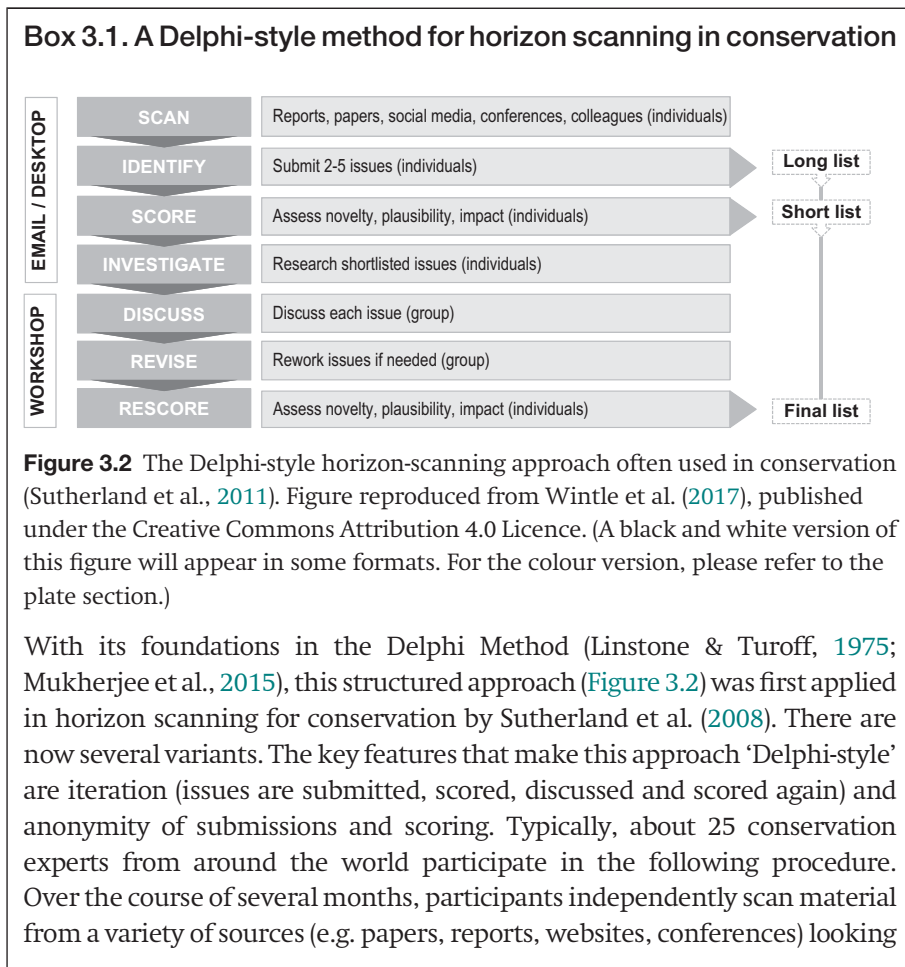 Box 3.1. A Delphi-style method for horizon scanning in conservation
EMAIL / DESKTOP
SCAN
Reports, papers, social media, conferences, colleagues (individuals)
IDENTIFY
Submit 2-5 issues (individuals)
Long list
SCORE
Assess novelty, plausibility, impact (individuals)
Short list
INVESTIGATE
Research shortlisted issues (individuals)
WORKSHOP
DISCUSS
Discuss each issue (group)
REVISE
Rework issues if needed (group)
RESCORE
Assess novelty, plausibility, impact (individuals)
Final list
Figure 3.2 The Delphi-style horizon-scanning approach often used in conservation
(Sutherland et al., 2011). Figure reproduced from Wintle et al. (2017), published
under the Creative Commons Attribution 4.0 Licence. (A black and white version of
this figure will appear in some formats. For the colour version, please refer to the
plate section.)
With its foundations in the Delphi Method (Linstone & Turoff, 1975;
Mukherjee et al., 2015), this structured approach (Figure 3.2) was first applied
in horizon scanning for conservation by Sutherland et al. (2008). There are
now several variants. The key features that make this approach ‘Delphi-style’
are iteration (issues are submitted, scored, discussed and scored again) and
anonymity of submissions and scoring. Typically, about 25 conservation
experts from around the world participate in the following procedure.
Over the course of several months, participants independently scan material
from a variety of sources (e.g. papers, reports, websites, conferences) looking